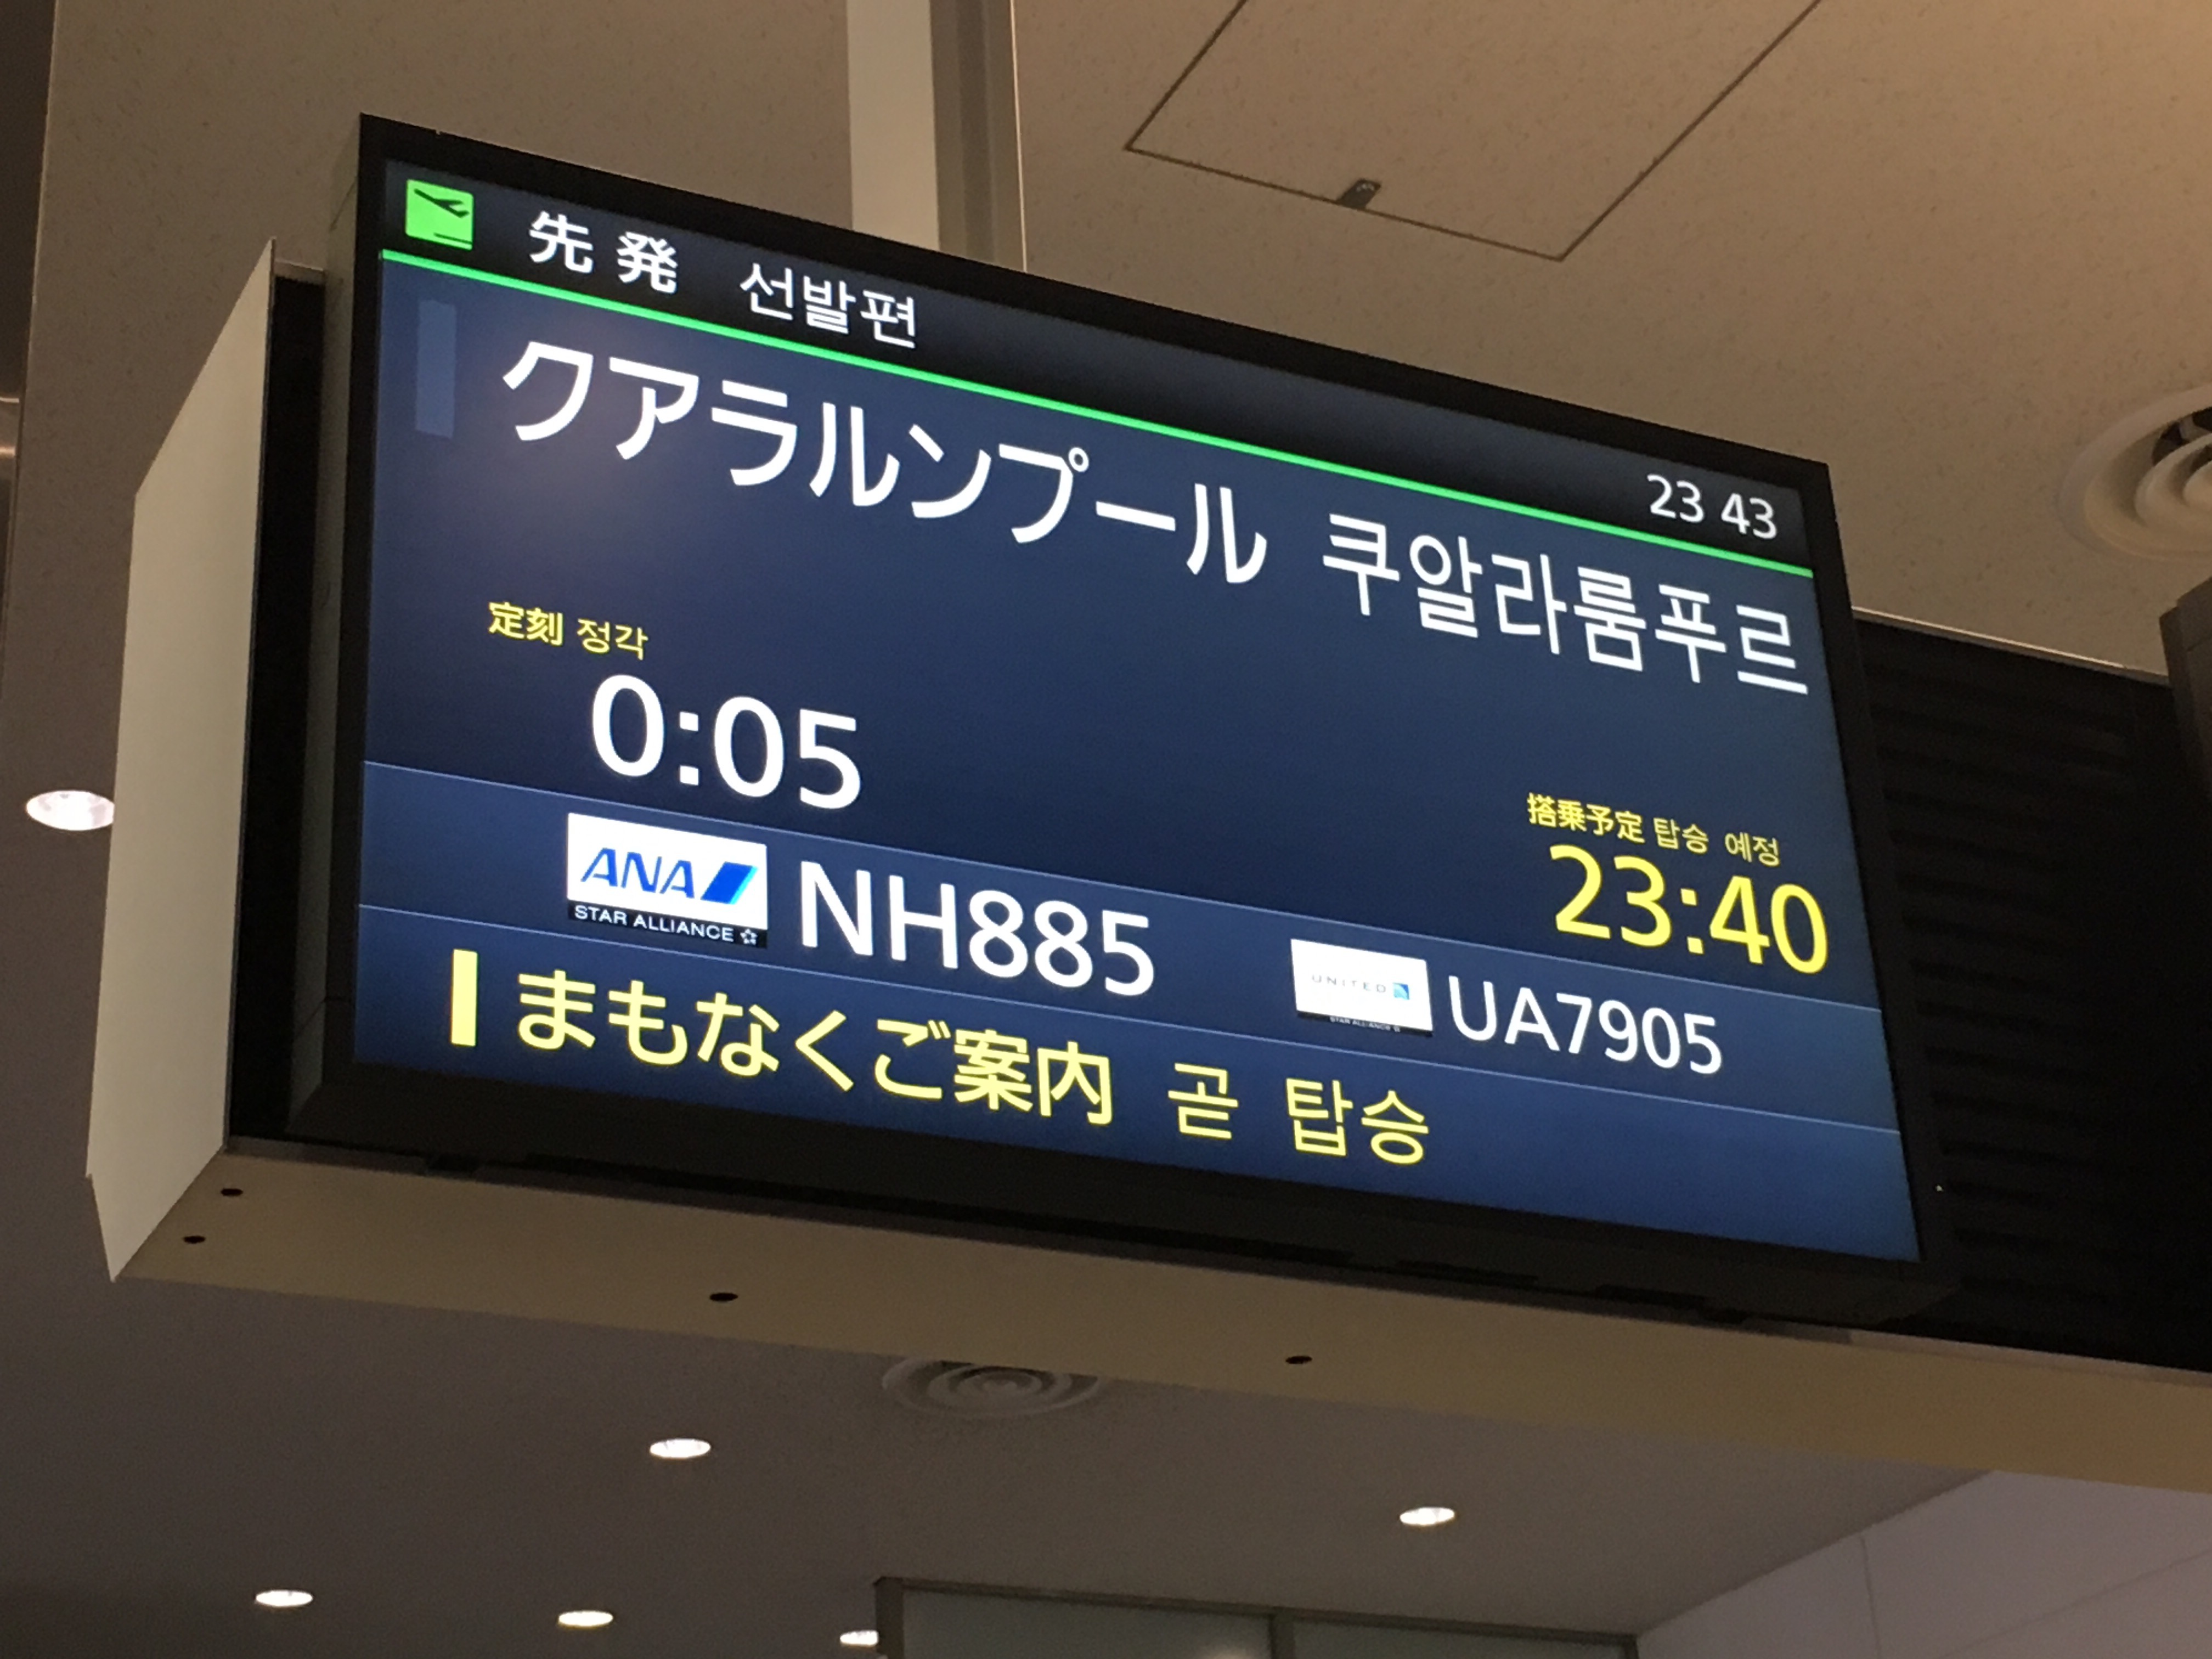 先発 선발편
23 43
クアラルンプール 쿠알라룸푸르
定刻 정각
0:05
搭乗予定 탑승 예정
23:40
ANA
STAR ALLIANCE
NH885
UNITED
STAR ALLIANCE
UA7905
まもなくご案内 곧 탑승